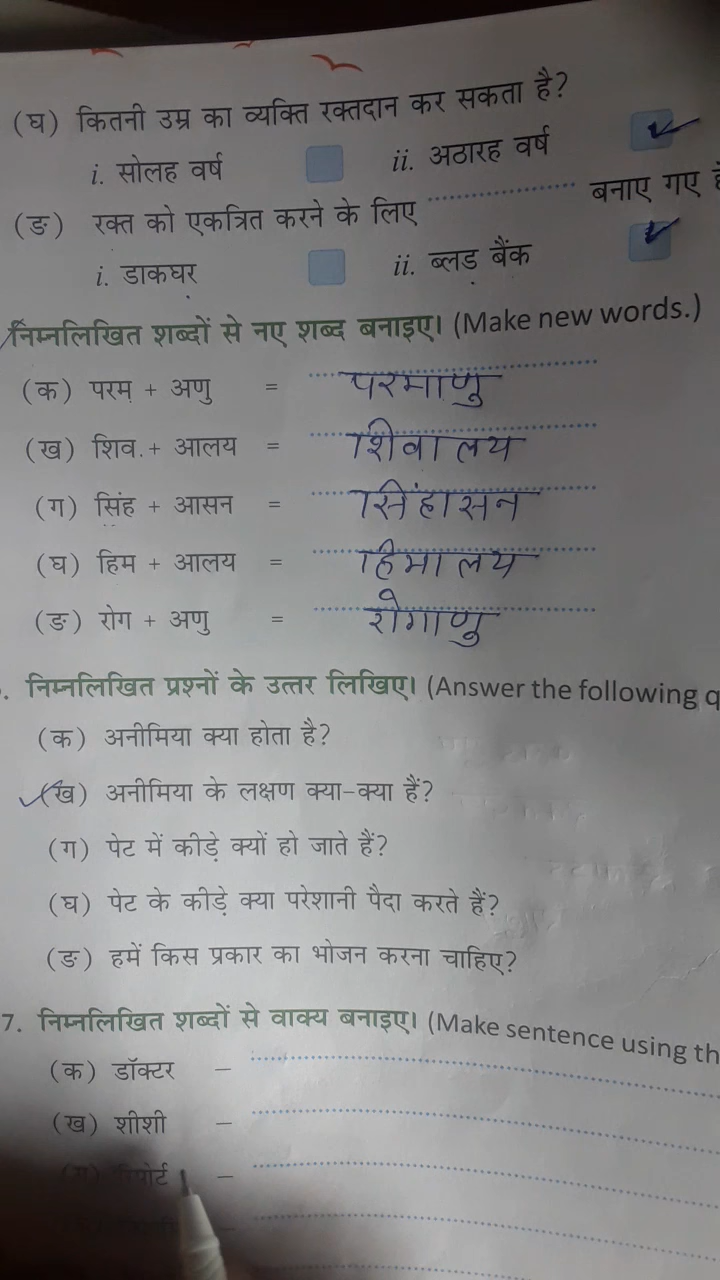 (घ) कितनी उम्र का व्यक्ति रक्तदान कर सकता है?
i. सोलह वर्ष ii. अठारह वर्ष
(ङ) रक्त को एकत्रित करने के लिए .................... बनाए गए
i. डाकघर ii. ब्लड बैंक
निम्नलिखित शब्दों से नए शब्द बनाइए। (Make new words.)
(क) परम + अणु = परमाणु
(ख) शिव + आलय = शिवालय
(ग) सिंह + आसन = सिंहासन
(घ) हिम + आलय = हिमालय
(ङ) रोग + अणु = रोगाणु
. निम्नलिखित प्रश्नों के उत्तर लिखिए। (Answer the following q
(क) अनीमिया क्या होता है?
(ख) अनीमिया के लक्षण क्या-क्या हैं?
(ग) पेट में कीड़े क्यों हो जाते हैं?
(घ) पेट के कीड़े क्या परेशानी पैदा करते हैं?
(ङ) हमें किस प्रकार का भोजन करना चाहिए?
7. निम्नलिखित शब्दों से वाक्य बनाइए। (Make sentence using th
(क) डॉक्टर –
(ख) शीशी –
(ग) रिपोर्ट –